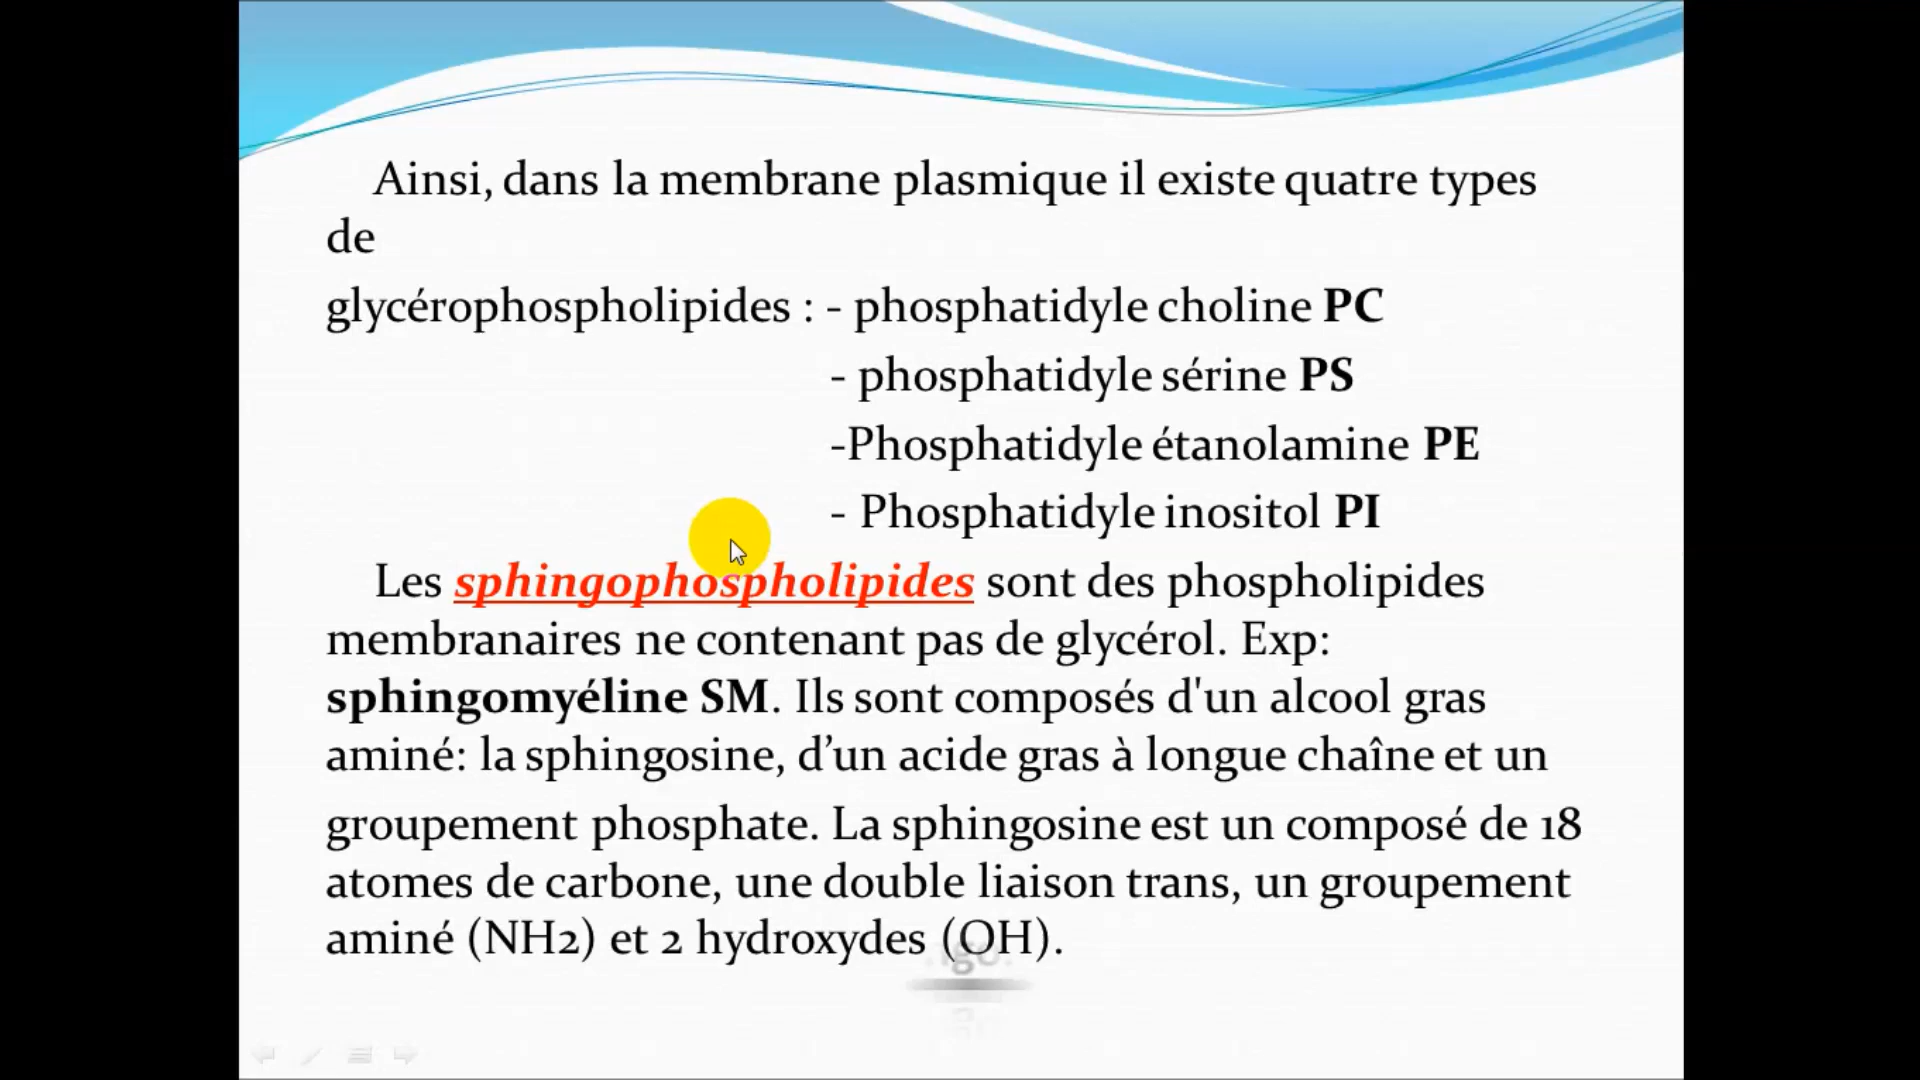 Ainsi, dans la membrane plasmique il existe quatre types
de
glycérophospholipides : - phosphatidyle choline PC
- phosphatidyle sérine PS
-Phosphatidyle étanolamine PE
- Phosphatidyle inositol PI
Les sphingophospholipides sont des phospholipides
membranaires ne contenant pas de glycérol. Exp:
sphingomyéline SM. Ils sont composés d'un alcool gras
aminé: la sphingosine, d’un acide gras à longue chaîne et un
groupement phosphate. La sphingosine est un composé de 18
atomes de carbone, une double liaison trans, un groupement
aminé (NH2) et 2 hydroxydes (OH).